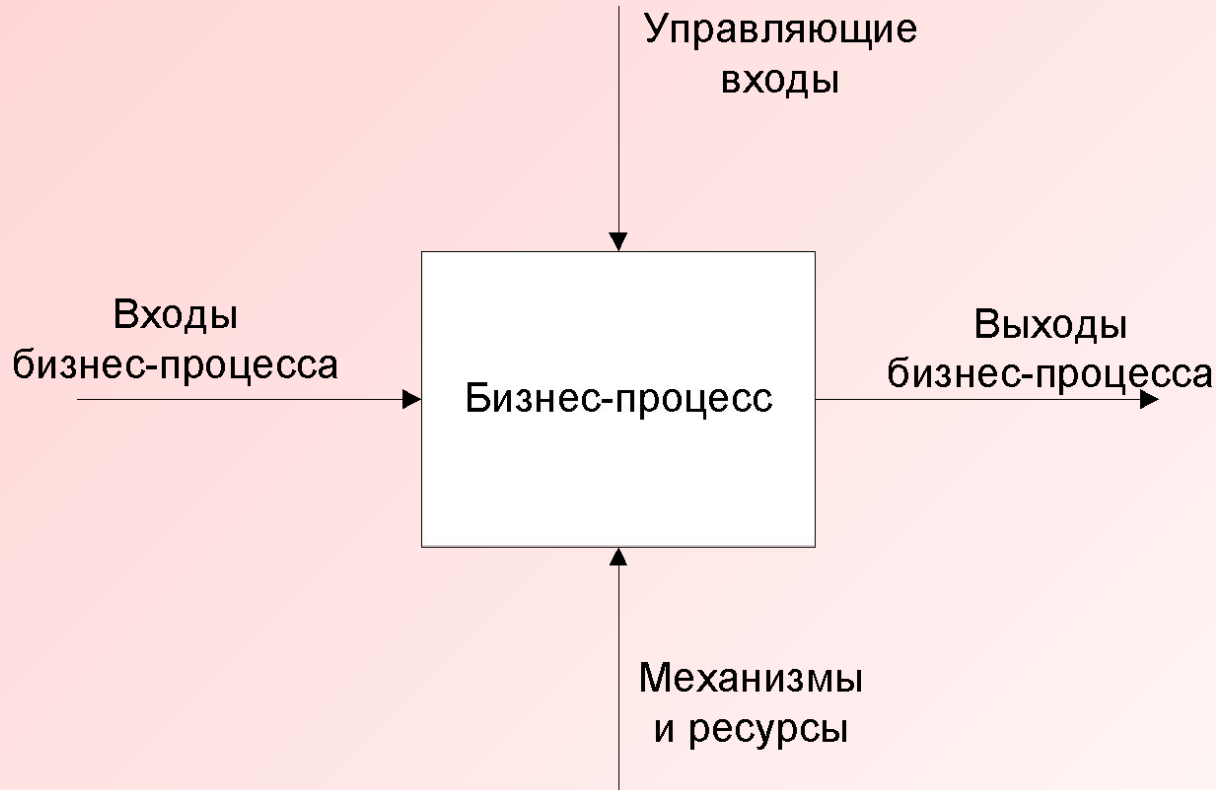 Управляющие
входы
Входы
бизнес-процесса
Бизнес-процесс
Выходы
бизнес-процесса
Механизмы
и ресурсы